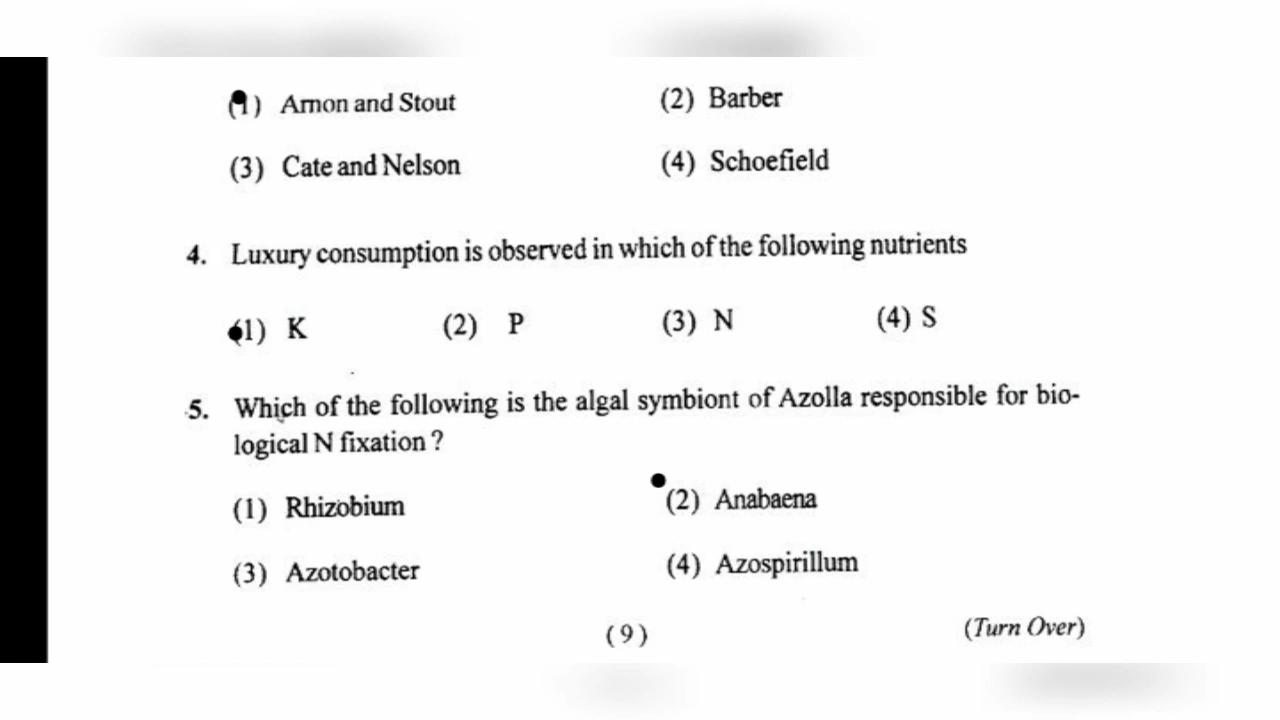 (1) Arnon and Stout (2) Barber
(3) Cate and Nelson (4) Schoefield
4. Luxury consumption is observed in which of the following nutrients
(1) K (2) P (3) N (4) S
5. Which of the following is the algal symbiont of Azolla responsible for bio-
logical N fixation ?
(1) Rhizobium (2) Anabaena
(3) Azotobacter (4) Azospirillum
(9) (Turn Over)